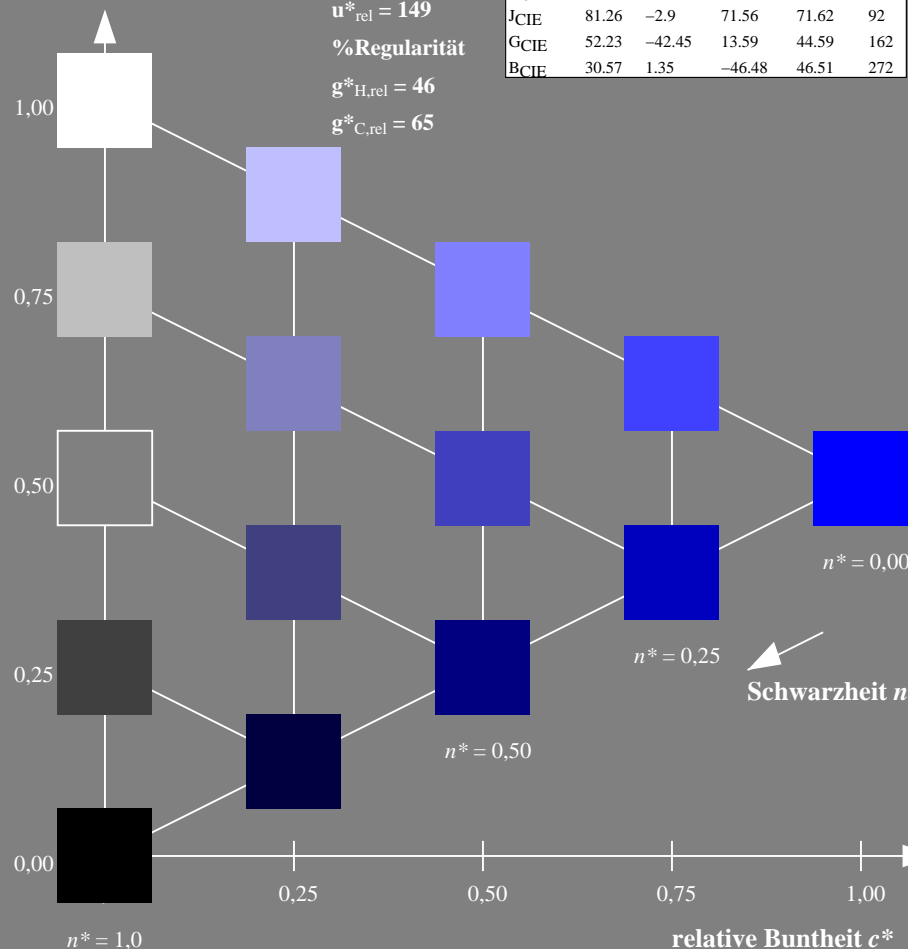 u*rel = 149
%Regularität
g*H,rel = 46
g*C,rel = 65
JCIE 81.26 –2.9 71.56 71.62 92
GCIE 52.23 –42.45 13.59 44.59 162
BCIE 30.57 1.35 –46.48 46.51 272
1,00
0,75
0,50
0,25
0,00
n* = 0,00
n* = 0,25
Schwarzheit n
n* = 0,50
0,25 0,50 0,75 1,00
n* = 1,0
relative Buntheit c*